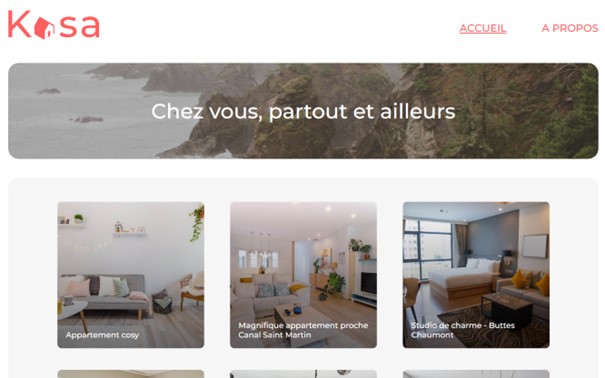 Kasa
ACCUEIL
A PROPOS
Chez vous, partout et ailleurs
Appartement cosy
Magnifique appartement proche
Canal Saint Martin
Studio de charme - Buttes
Chaumont